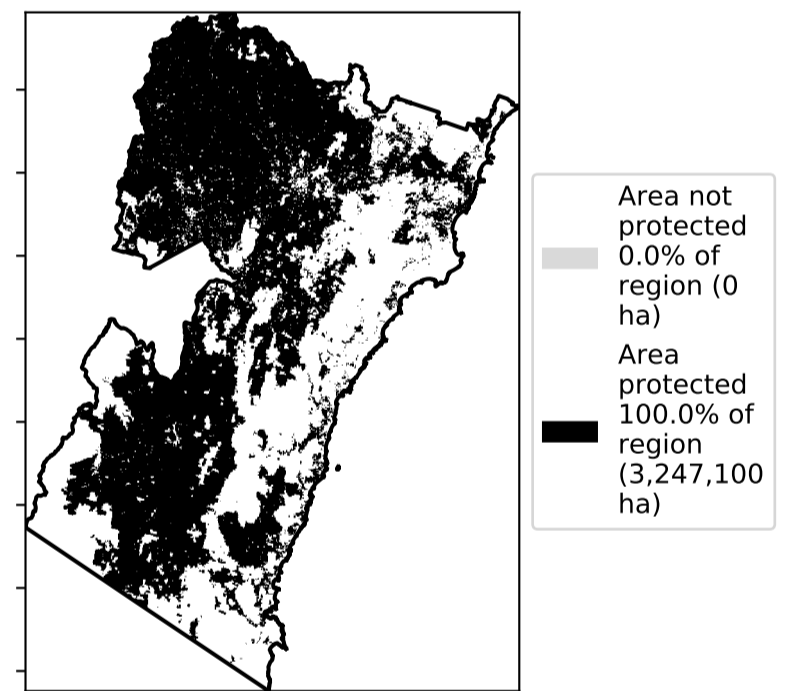 Area not
protected
0.0% of
region (0
ha)
Area
protected
100.0% of
region
(3,247,100
ha)